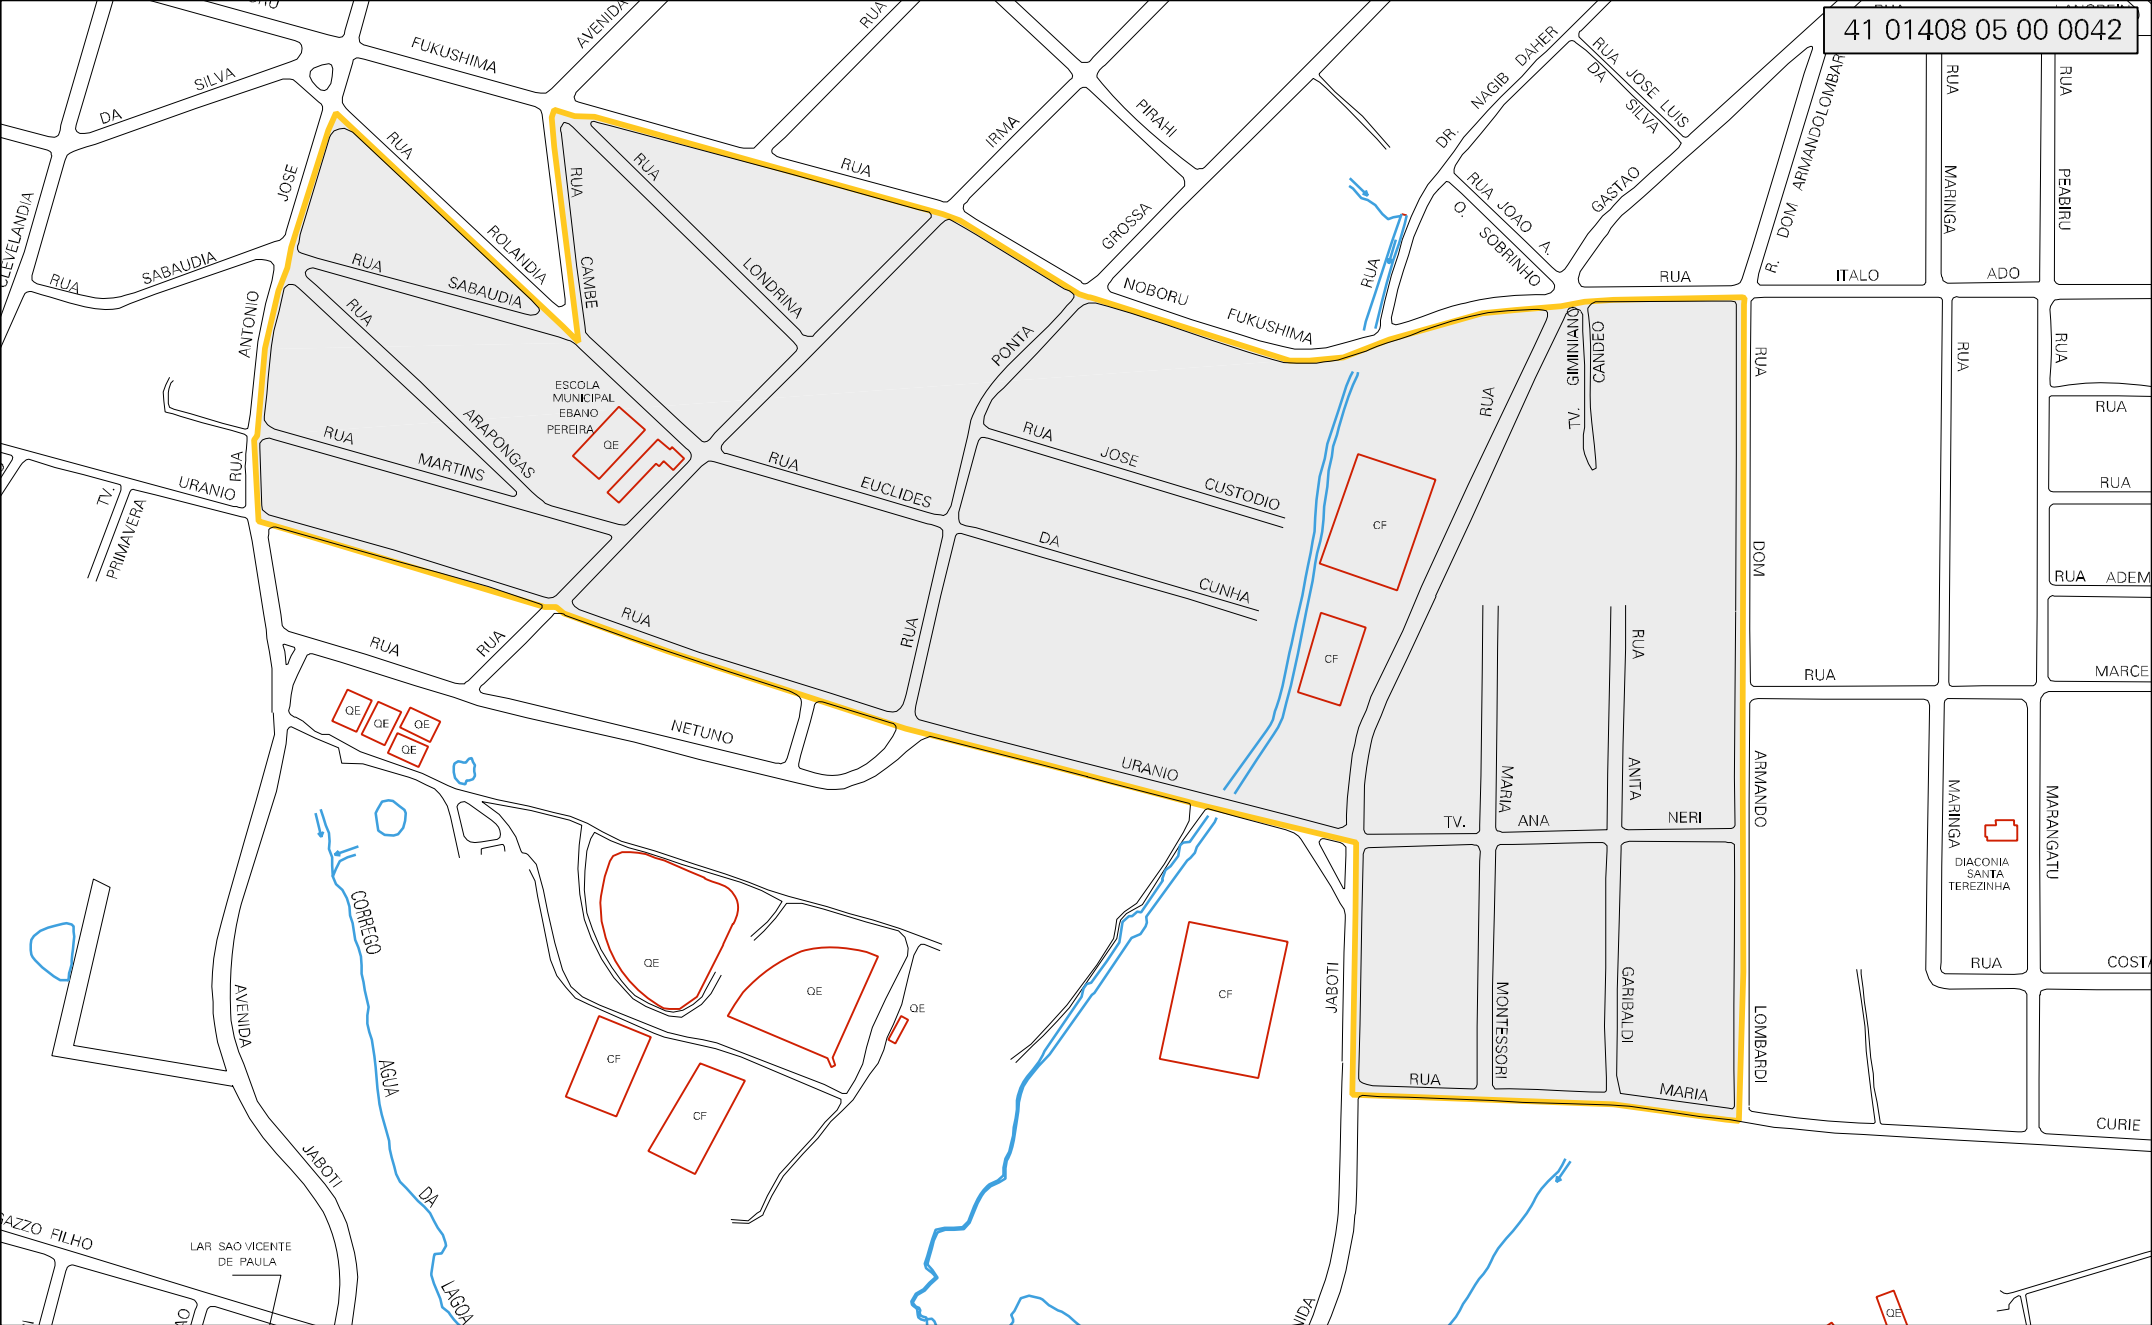 41 01408 05 00 0042
FUKUSHIMA
AVENIDA
RUA
SILVA
DA
RUA
ROLANDIA
JOSE
ANTONIO
RUA
CLEVELANDIA
RUA
SABAUDIA
RUA
CAMBE
RUA
LONDRINA
RUA
IRMA
PIRAHI
GROSSA
NOBORU
FUKUSHIMA
RUA
DR.
NAGIB
DAHER
RUA
JOSE
LUIS
DA
SILVA
GASTAO
RUA
JOAO
A.
O.
SOBRINHO
R.
DOM
ARMANDOLOMBAR
RUA
MARINGA
RUA
PEABIRU
RUA
ITALO
ADO
RUA
SABAUDIA
RUA
ARAPONGAS
RUA
MARTINS
ESCOLA
MUNICIPAL
EBANO
PEREIRA
QE
RUA
EUCLIDES
DA
CUNHA
PONTA
RUA
RUA
JOSE
CUSTODIO
CF
CF
RUA
TV.
GIMINIANO
CANDEO
RUA
DOM
ARMANDO
LOMBARDI
RUA
RUA
RUA
RUA
RUA
ADEM
MARCE
RUA
TV.
PRIMAVERA
URANIO
RUA
RUA
RUA
NETUNO
URANIO
RUA
ANITA
GARIBALDI
MARIA
MONTESSORI
TV.
ANA
NERI
RUA
MARIA
CURIE
MARINGA
MARANGATU
DIACONIA
SANTA
TEREZINHA
RUA
COSTA
QE
QE
QE
QE
CORREGO
AGUA
DA
LAGOA
QE
QE
QE
CF
CF
CF
JABOTI
AVENIDA
JABOTI
GAZZO
FILHO
LAR SAO VICENTE
DE PAULA
NIDA
QE